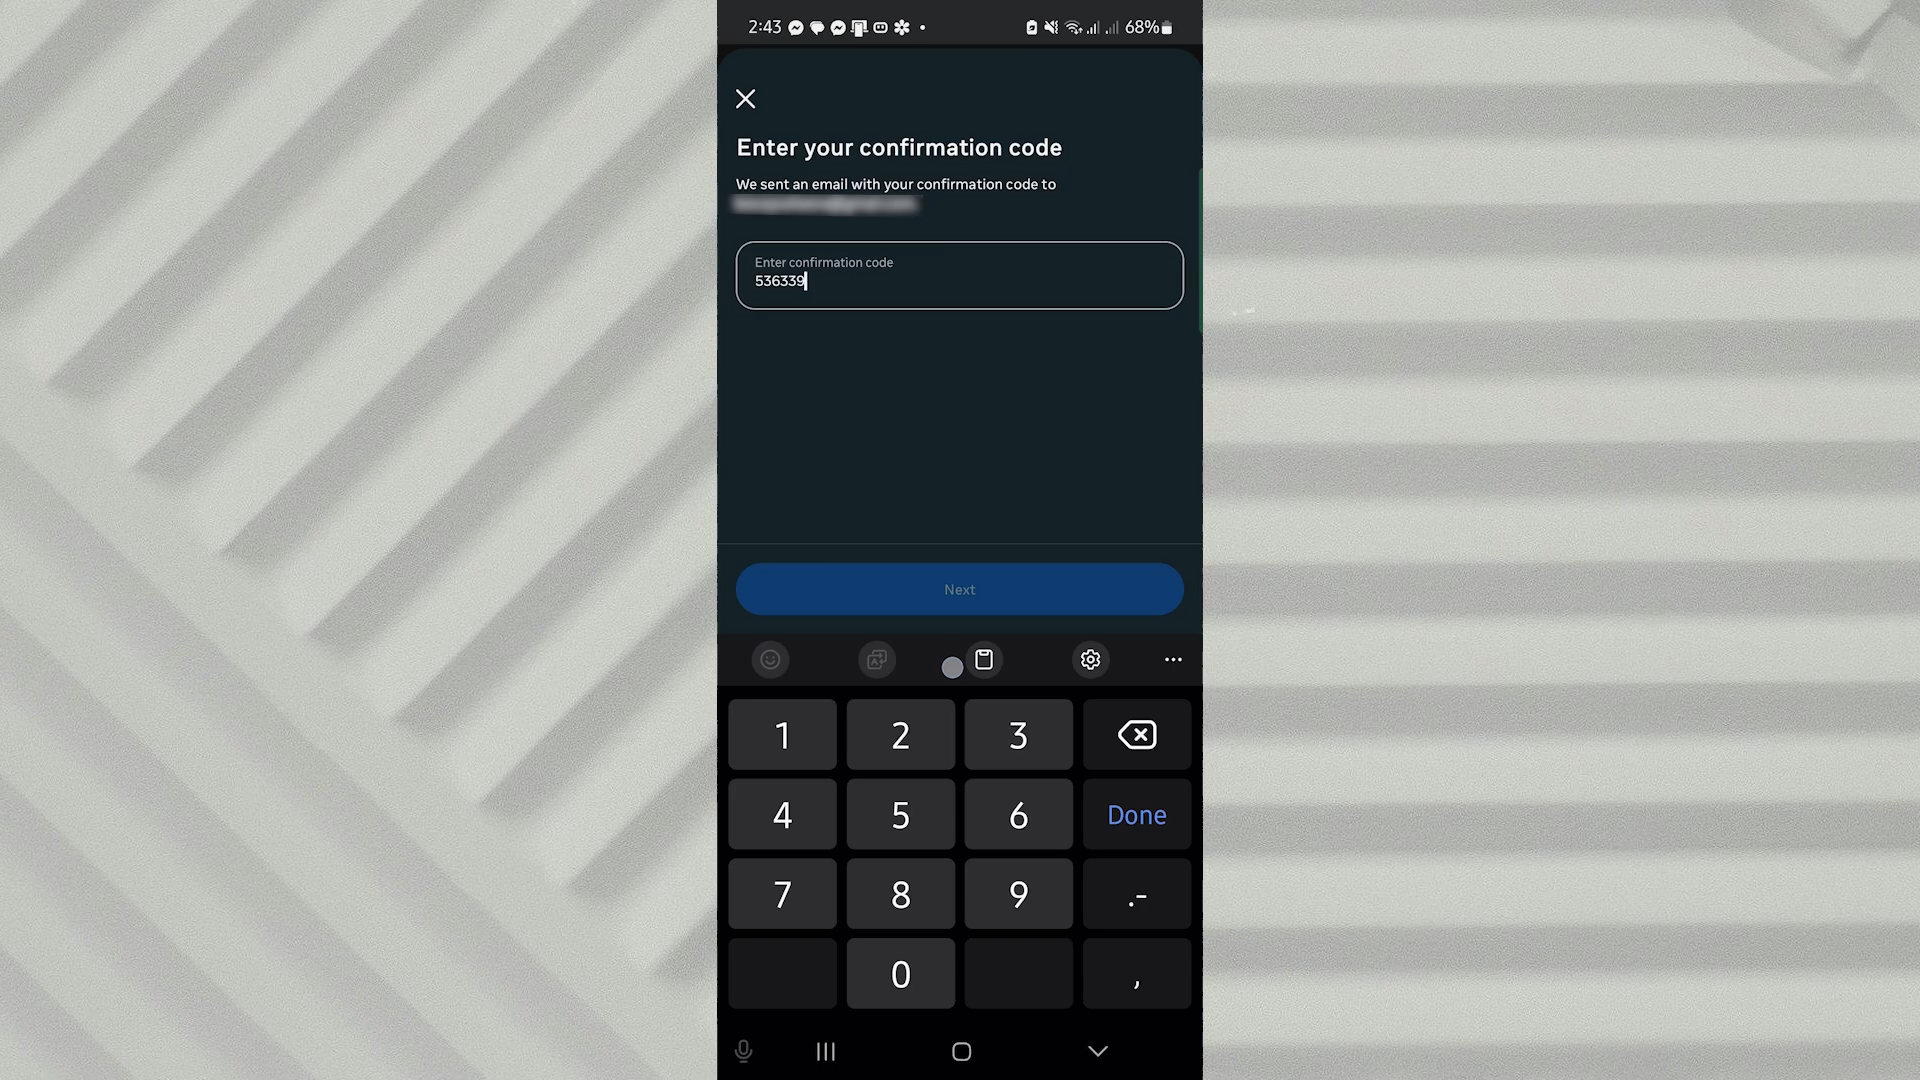 2:43
68%
Enter your confirmation code
We sent an email with your confirmation code to
Enter confirmation code
536339
Next
1 2 3
4 5 6 Done
7 8 9 .-
0 ,